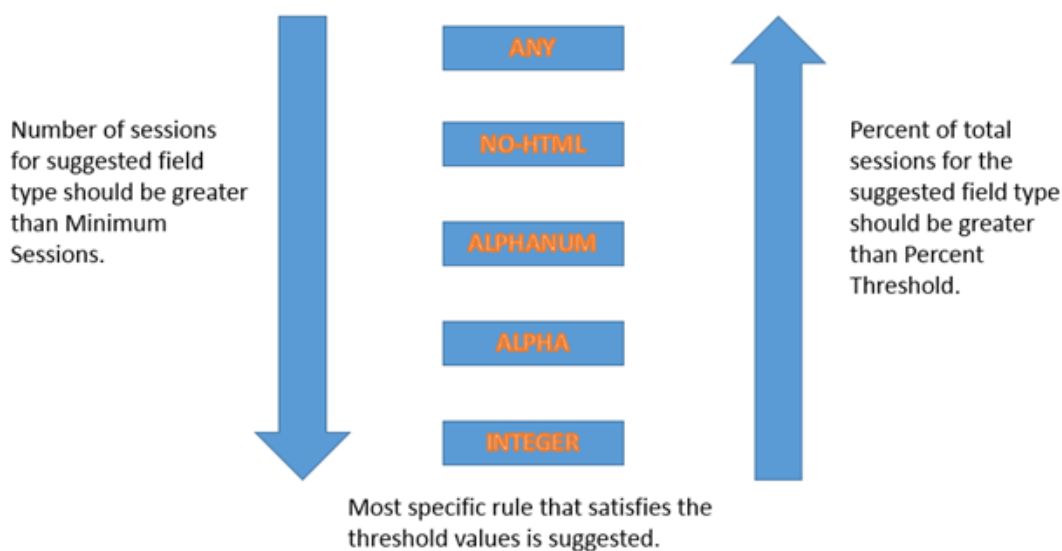 ANY
Number of sessions
for suggested field
type should be greater
than Minimum
Sessions.
NO-HTML
ALPHANUM
ALPHA
INTEGER
Percent of total
sessions for the
suggested field type
should be greater
than Percent
Threshold.
Most specific rule that satisfies the
threshold values is suggested.